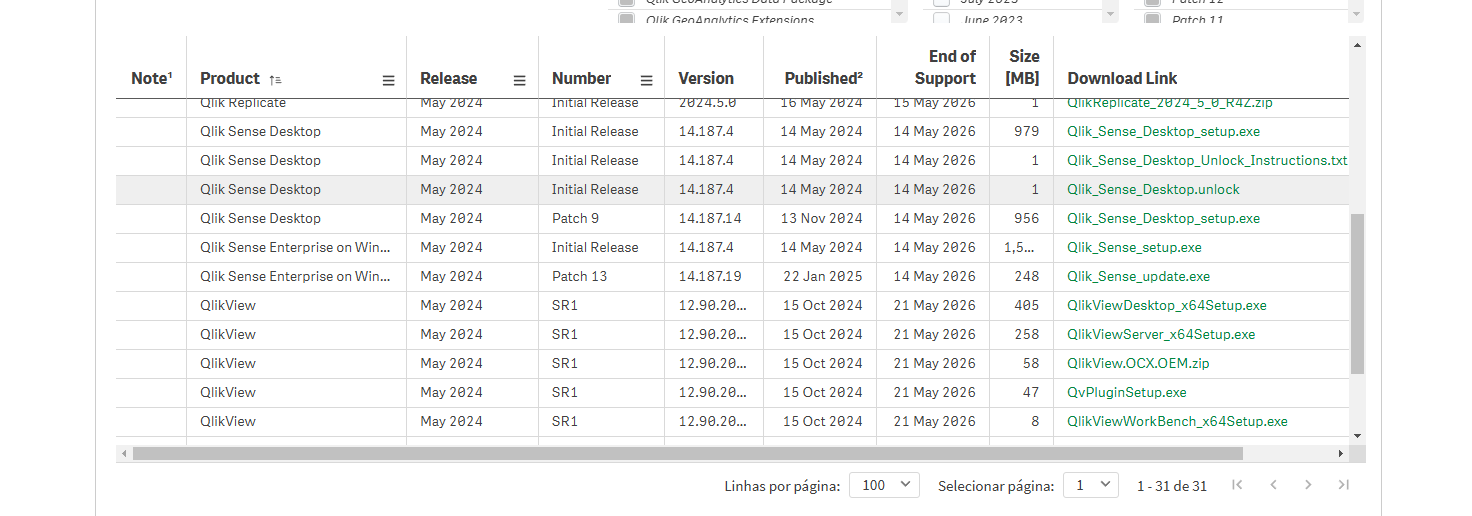 Qlik GeoAnalytics Data Package July 2023 Patch 12
Qlik GeoAnalytics Extensions June 2023 Patch 11
Note¹ Product Release Number Version Published² End of Support Size [MB] Download Link
Qlik Replicate May 2024 Initial Release 2024.5.0 16 May 2024 15 May 2026 1 QlikReplicate_2024_5_0_R4Z.zip
Qlik Sense Desktop May 2024 Initial Release 14.187.4 14 May 2024 14 May 2026 979 Qlik_Sense_Desktop_setup.exe
Qlik Sense Desktop May 2024 Initial Release 14.187.4 14 May 2024 14 May 2026 1 Qlik_Sense_Desktop_Unlock_Instructions.txt
Qlik Sense Desktop May 2024 Initial Release 14.187.4 14 May 2024 14 May 2026 1 Qlik_Sense_Desktop.unlock
Qlik Sense Desktop May 2024 Patch 9 14.187.14 13 Nov 2024 14 May 2026 956 Qlik_Sense_Desktop_setup.exe
Qlik Sense Enterprise on Win... May 2024 Initial Release 14.187.4 14 May 2024 14 May 2026 1,5... Qlik_Sense_setup.exe
Qlik Sense Enterprise on Win... May 2024 Patch 13 14.187.19 22 Jan 2025 14 May 2026 248 Qlik_Sense_update.exe
QlikView May 2024 SR1 12.90.20... 15 Oct 2024 21 May 2026 405 QlikViewDesktop_x64Setup.exe
QlikView May 2024 SR1 12.90.20... 15 Oct 2024 21 May 2026 258 QlikViewServer_x64Setup.exe
QlikView May 2024 SR1 12.90.20... 15 Oct 2024 21 May 2026 58 QlikView.OCX.OEM.zip
QlikView May 2024 SR1 12.90.20... 15 Oct 2024 21 May 2026 47 QvPluginSetup.exe
QlikView May 2024 SR1 12.90.20... 15 Oct 2024 21 May 2026 8 QlikViewWorkBench_x64Setup.exe
Linhas por página: 100 Selecionar página: 1 1 - 31 de 31